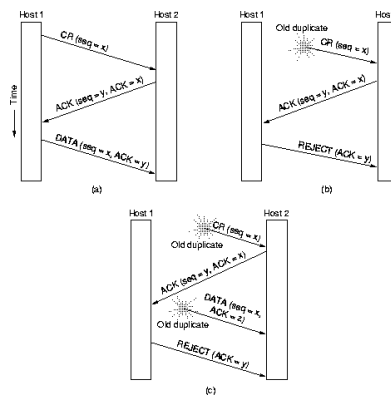 Host 1
Host 2
CR (seq = x)
ACK (seq = y, ACK = x)
DATA (seq = x, ACK = y)
Time
(a)
Host 1
Host
Old duplicate
CR (seq = x)
ACK (seq = y, ACK = x)
REJECT (ACK = y)
(b)
Host 1
Host 2
CR (seq = x)
Old duplicate
ACK (seq = y, ACK = x)
DATA (seq = x,
ACK = z)
Old duplicate
REJECT (ACK = y)
(c)